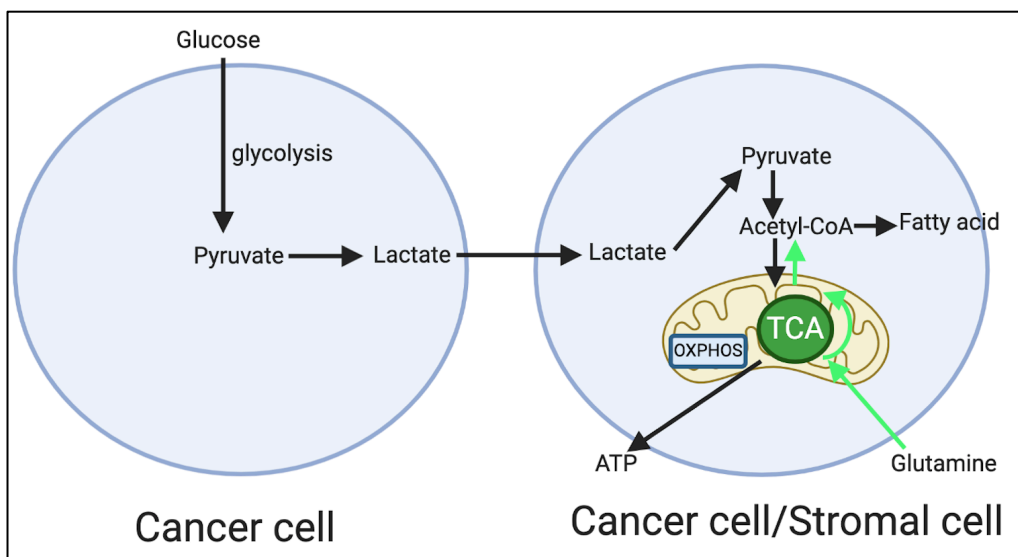 Glucose
glycolysis
Pyruvate
Lactate
Lactate
Pyruvate
Acetyl-CoA
Fatty acid
TCA
OXPHOS
ATP
Glutamine
Cancer cell
Cancer cell/Stromal cell